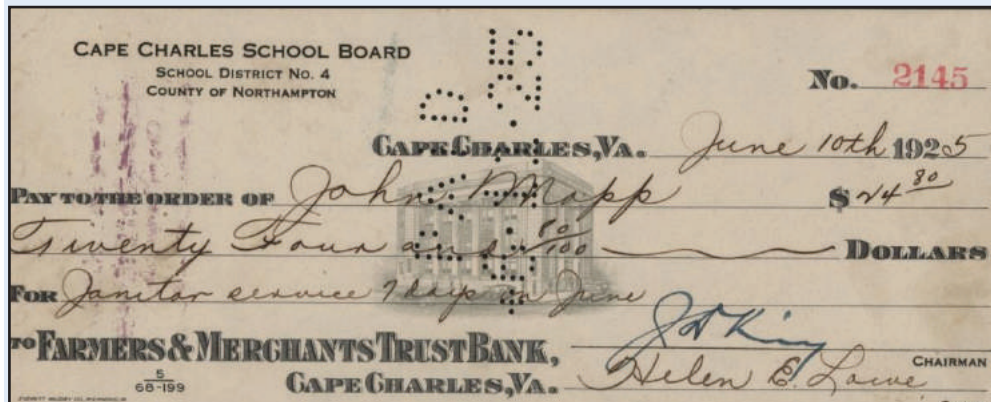 CAPE CHARLES SCHOOL BOARD
SCHOOL DISTRICT No. 4
COUNTY OF NORTHAMPTON
No. 2145
CAPE CHARLES, VA. June 10th 1925
PAY TO THE ORDER OF John Mapp $ 24 80
Twenty Four and 80/100 DOLLARS
FOR Janitor service 7 days in June
TO FARMERS & MERCHANTS TRUST BANK,
CHAIRMAN
5
68-199
CAPE CHARLES, VA. Helen E. Lowe